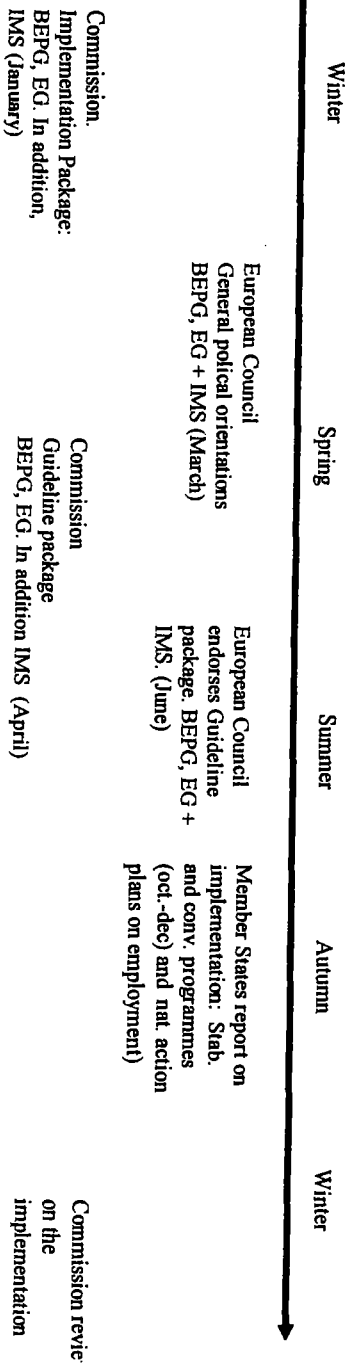 Winter
Spring
Summer
Autumn
Winter
Commission.
Implementation Package:
BEPG, EG. In addition,
IMS (January)
European Council
General polical orientations
BEPG, EG + IMS (March)
Commission
Guideline package
BEPG, EG. In addition IMS (April)
European Council
endorses Guideline
package. BEPG, EG +
IMS. (June)
Member States report on
implementation: Stab.
and conv. programmes
(oct.-dec) and nat. action
plans on employment)
Commission revie
on the
implementation